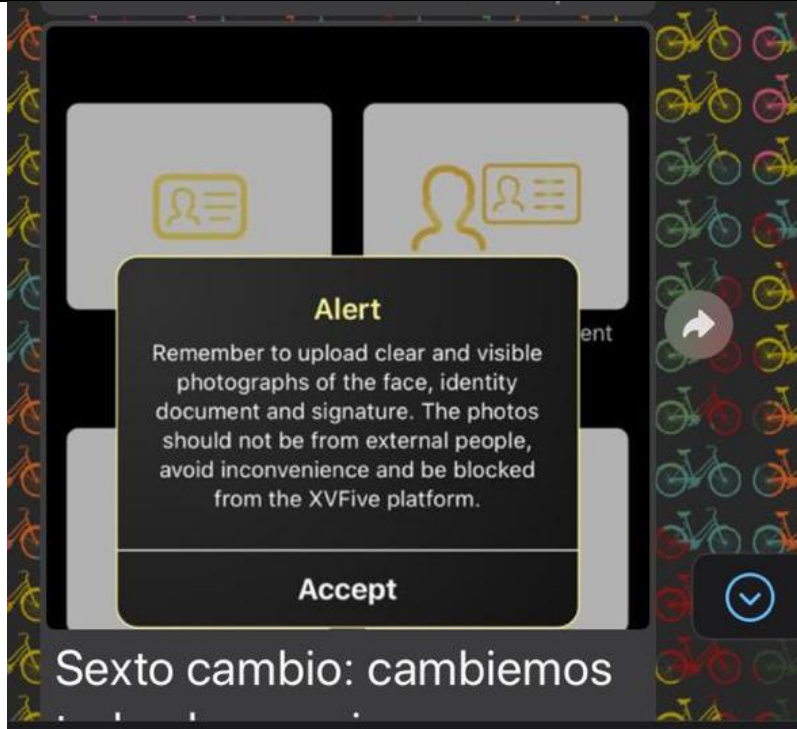 ent
Alert
Remember to upload clear and visible
photographs of the face, identity
document and signature. The photos
should not be from external people,
avoid inconvenience and be blocked
from the XVFive platform.
Accept
Sexto cambio: cambiemos